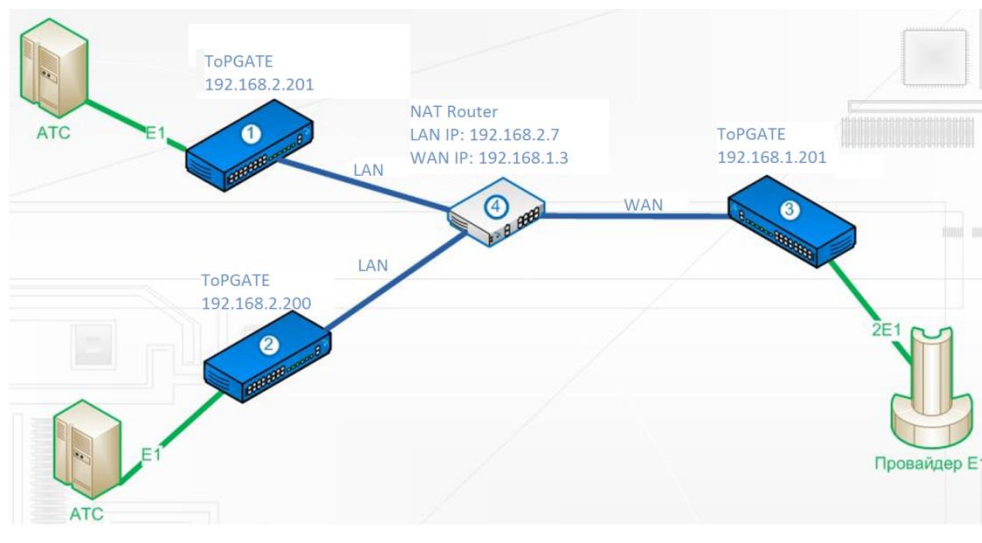 ToPGATE
192.168.2.201
АТС
E1
1
NAT Router
LAN IP: 192.168.2.7
WAN IP: 192.168.1.3
ToPGATE
192.168.1.201
LAN
4
WAN
3
LAN
ToPGATE
192.168.2.200
2
2E1
E1
Провайдер E1
АТС